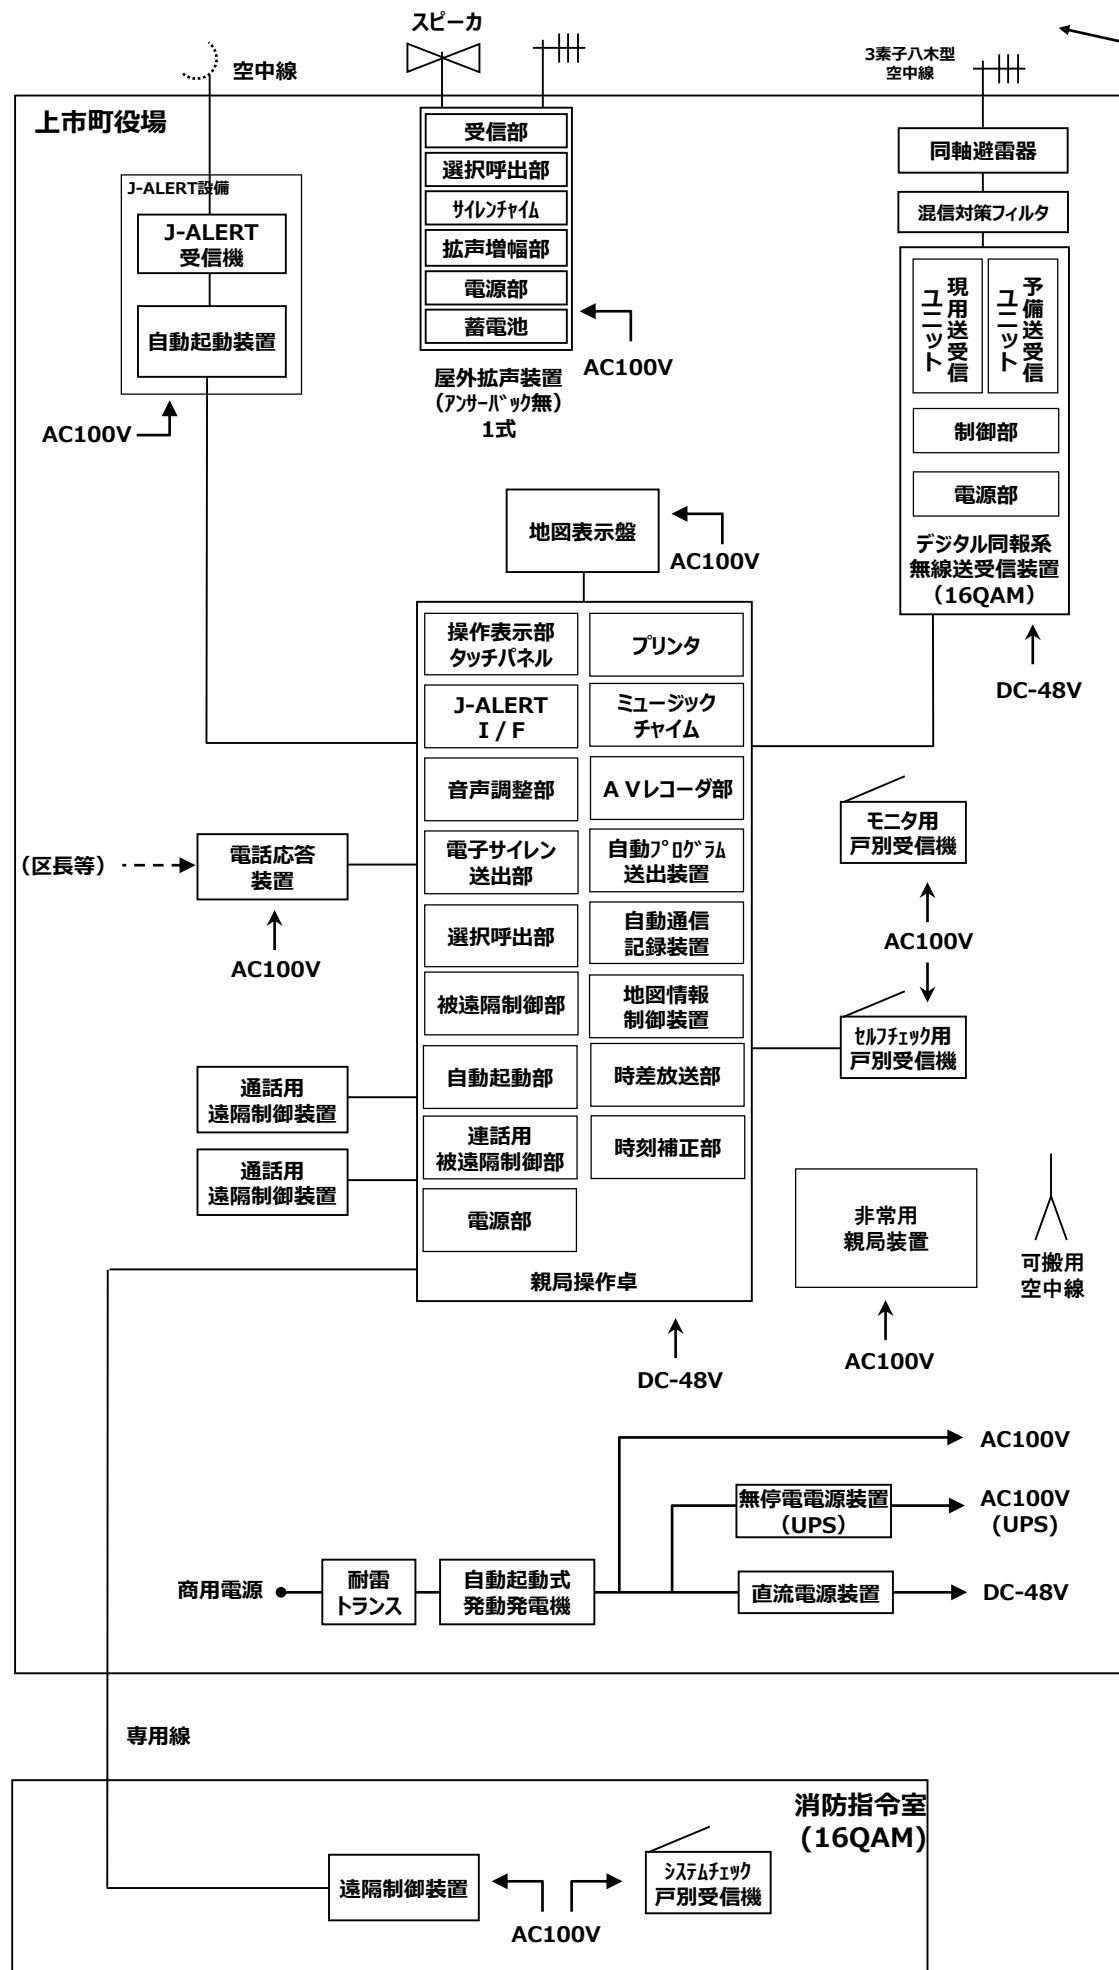 スピーカ
空中線
3素子八木型
空中線
上市町役場
J-ALERT設備
J-ALERT
受信機
自動起動装置
AC100V
受信部
選択呼出部
ｻｲﾚﾝﾁｬｲﾑ
拡声増幅部
電源部
蓄電池
AC100V
屋外拡声装置
（ｱﾝｻｰﾊﾞｯｸ無）
1式
同軸避雷器
混信対策フィルタ
現用送受信
ユニット
予備送受信
ユニット
制御部
電源部
デジタル同報系
無線送受信装置
（16QAM）
DC-48V
地図表示盤
AC100V
操作表示部
タッチパネル
プリンタ
J-ALERT
I / F
ミュージック
チャイム
音声調整部
ＡＶレコーダ部
電子サイレン
送出部
自動ﾌﾟﾛｸﾞﾗﾑ
送出装置
選択呼出部
自動通信
記録装置
被遠隔制御部
地図情報
制御装置
自動起動部
時差放送部
連話用
被遠隔制御部
時刻補正部
電源部
親局操作卓
DC-48V
（区長等）
電話応答
装置
AC100V
通話用
遠隔制御装置
通話用
遠隔制御装置
モニタ用
戸別受信機
AC100V
ｾﾙﾌﾁｪｯｸ用
戸別受信機
非常用
親局装置
AC100V
可搬用
空中線
AC100V
無停電電源装置
（UPS）
AC100V
(UPS)
商用電源
耐雷
トランス
自動起動式
発動発電機
直流電源装置
DC-48V
専用線
消防指令室
(16QAM)
遠隔制御装置
AC100V
ｼｽﾃﾑﾁｪｯｸ
戸別受信機